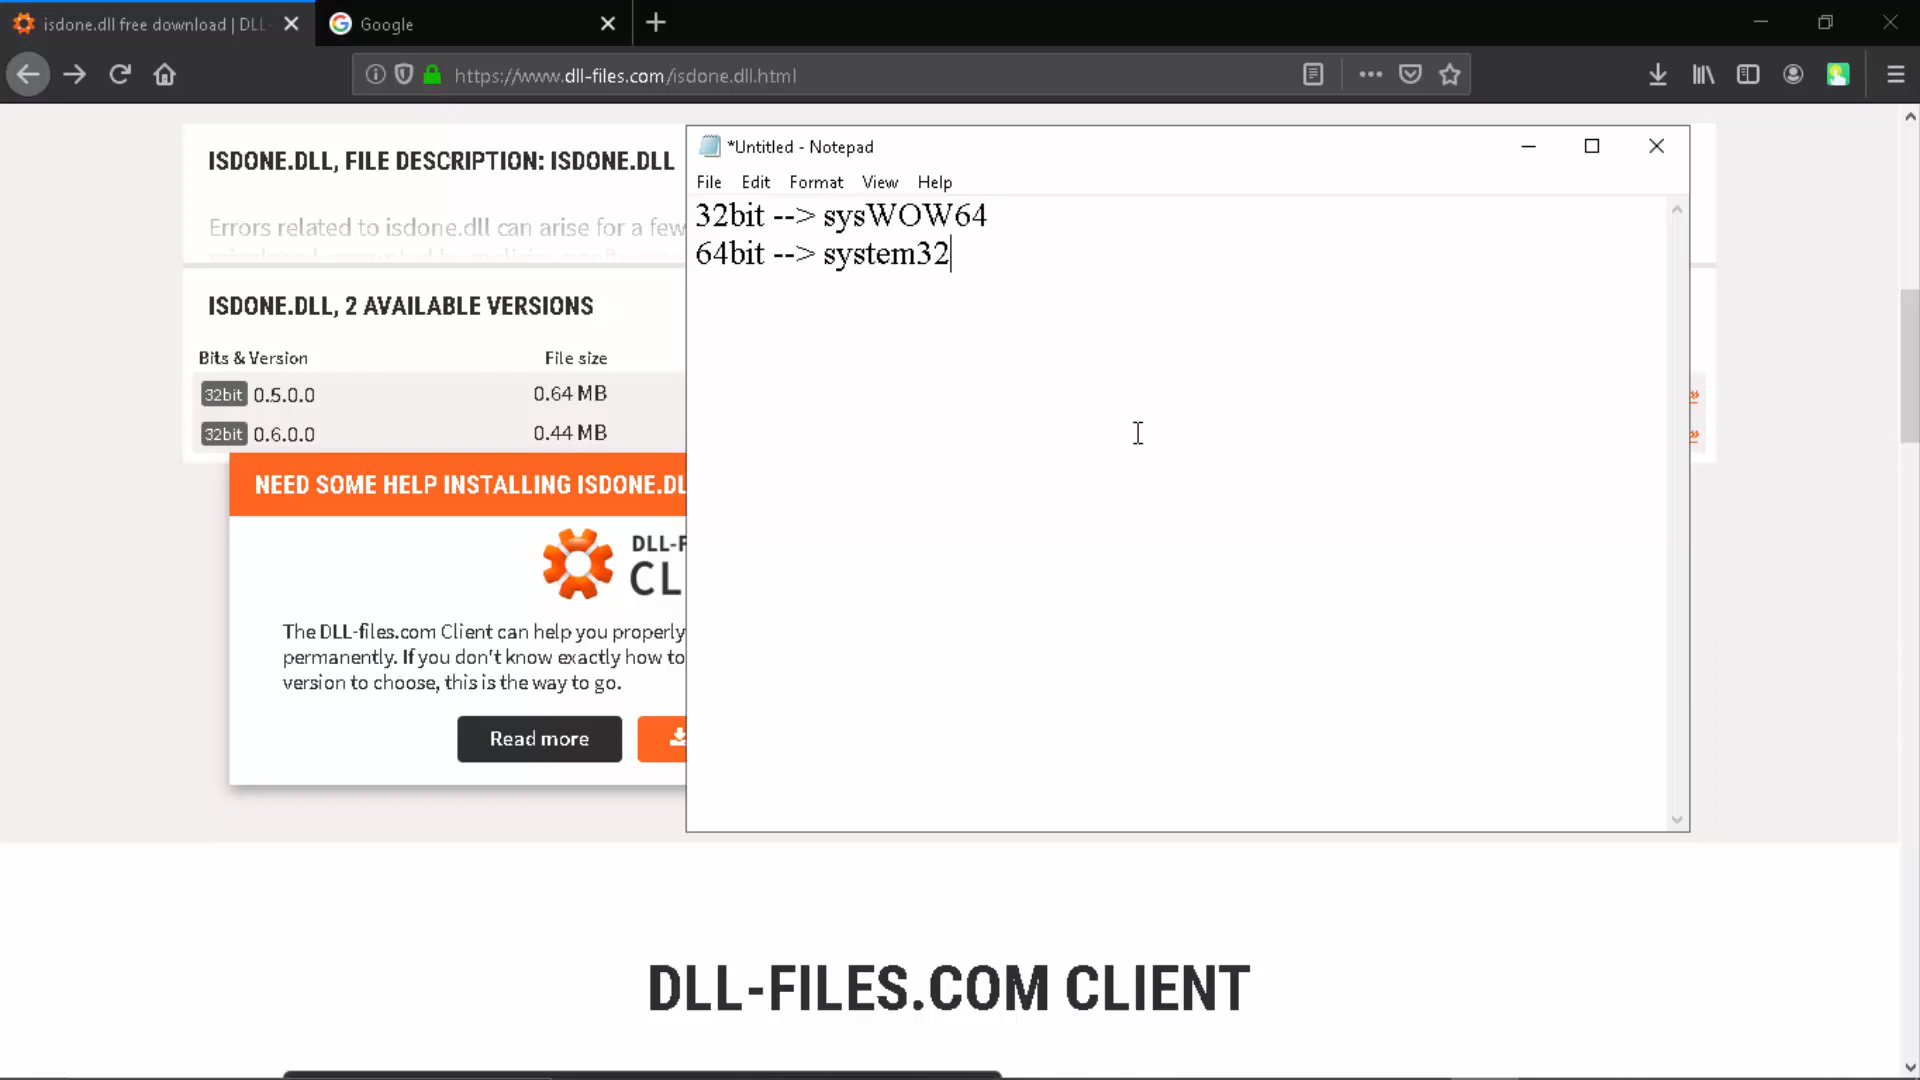 isdone.dll free download | DLL-
Google
https://www.dll-files.com/isdone.dll.html
ISDONE.DLL, FILE DESCRIPTION: ISDONE.DLL
Errors related to isdone.dll can arise for a few
*Untitled - Notepad
File Edit Format View Help
32bit --> sysWOW64
64bit --> system32
ISDONE.DLL, 2 AVAILABLE VERSIONS
Bits & Version File size
32bit 0.5.0.0 0.64 MB
32bit 0.6.0.0 0.44 MB
NEED SOME HELP INSTALLING ISDONE.DL
DLL-F
CL
The DLL-files.com Client can help you properly
permanently. If you don't know exactly how to
version to choose, this is the way to go.
Read more
DLL-FILES.COM CLIENT